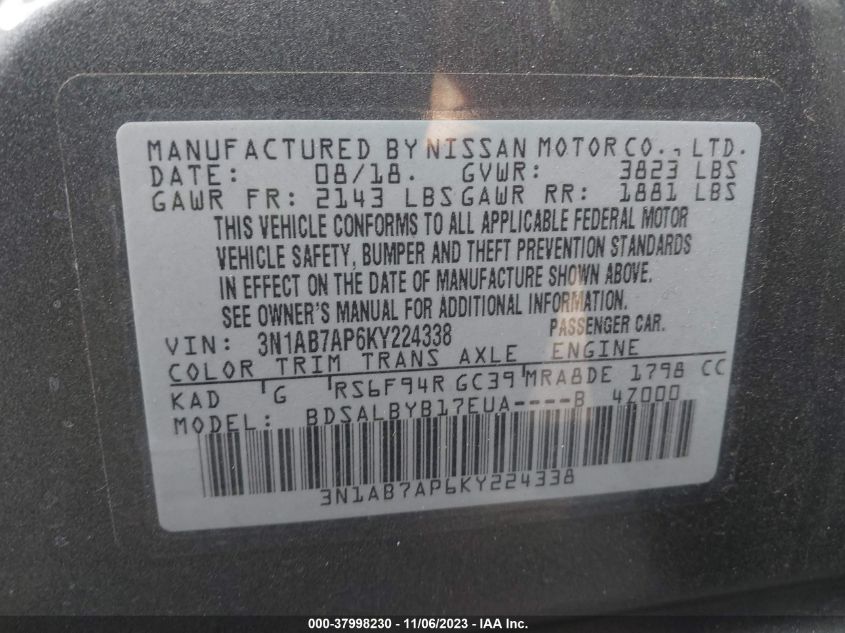 MANUFACTURED BY NISSAN MOTOR CO., LTD.
DATE: 08/18. GVWR: 3823 LBS
GAWR FR: 2143 LBS GAWR RR: 1881 LBS
THIS VEHICLE CONFORMS TO ALL APPLICABLE FEDERAL MOTOR
VEHICLE SAFETY, BUMPER AND THEFT PREVENTION STANDARDS
IN EFFECT ON THE DATE OF MANUFACTURE SHOWN ABOVE.
SEE OWNER'S MANUAL FOR ADDITIONAL INFORMATION.
VIN: 3N1AB7AP6KY224338 PASSENGER CAR.
COLOR TRIM TRANS AXLE ENGINE
KAD G RS6F94R GC39 MRA8DE 1798 CC
MODEL: BDSALBYB17EUA----B 4Z000
3N1AB7AP6KY224338
000-37998230 - 11/06/2023 - IAA Inc.